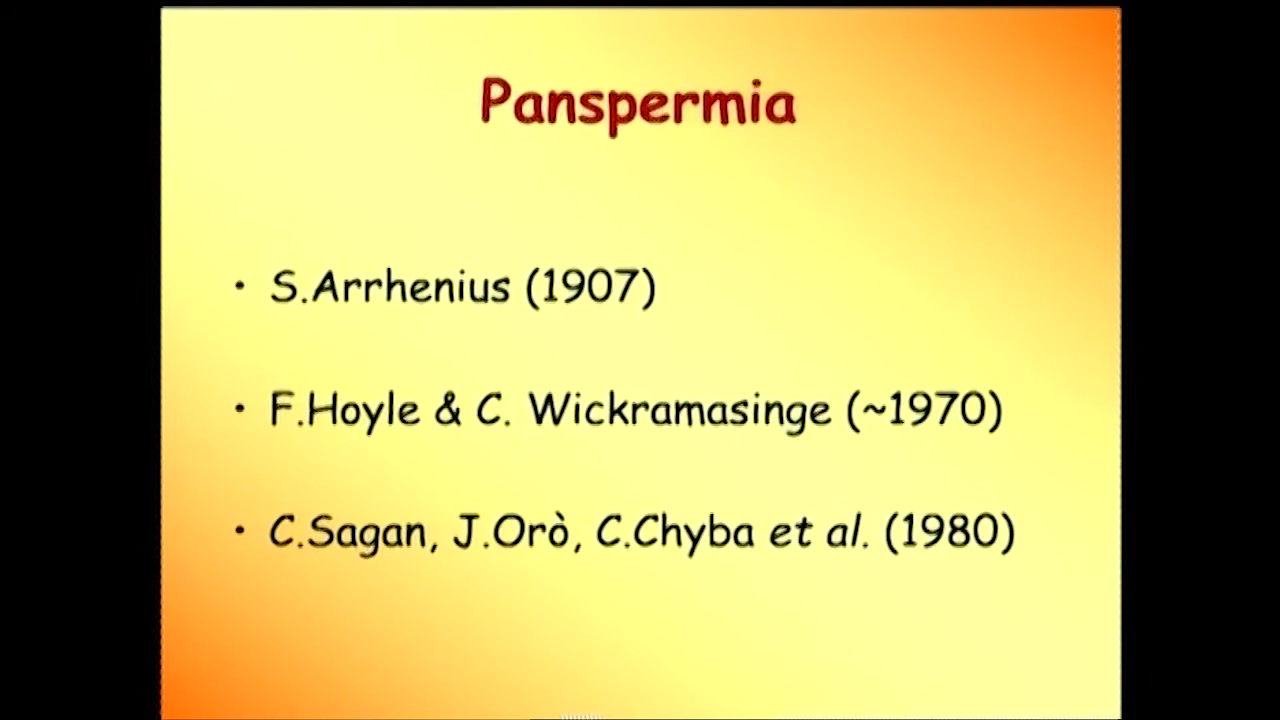 Panspermia
• S.Arrhenius (1907)
• F.Hoyle & C. Wickramasinge (~1970)
• C.Sagan, J.Orò, C.Chyba et al. (1980)